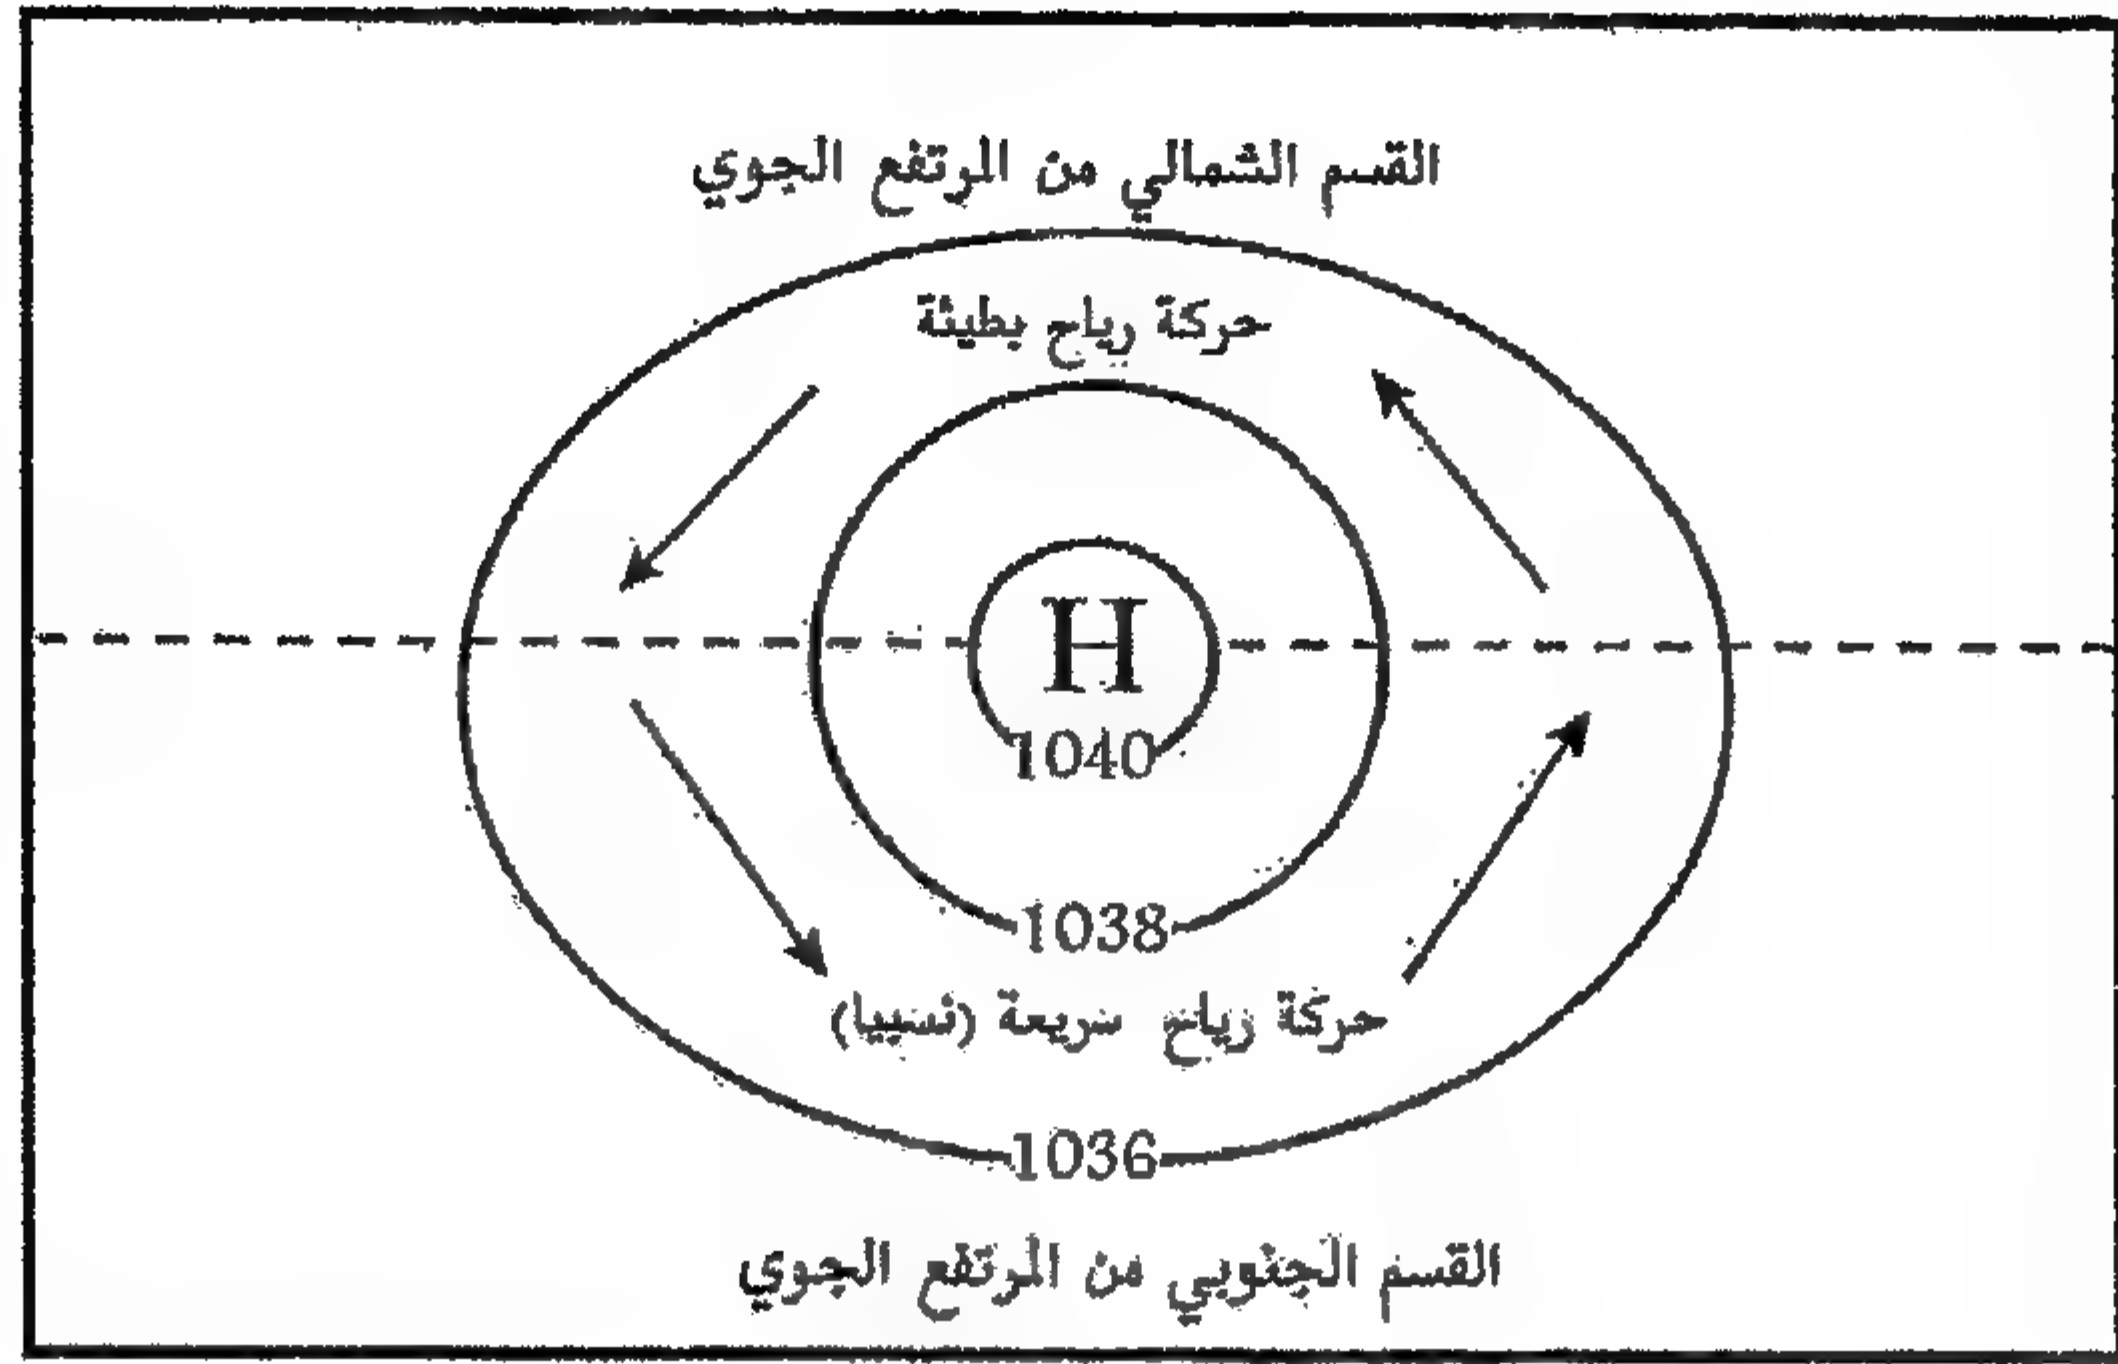 القسم الشمالي من المرتفع الجوي
حركة رياح بطيئة
H
1040
1038
حركة رياح سريعة (نسبيا)
1036
القسم الجنوبي من المرتفع الجوي